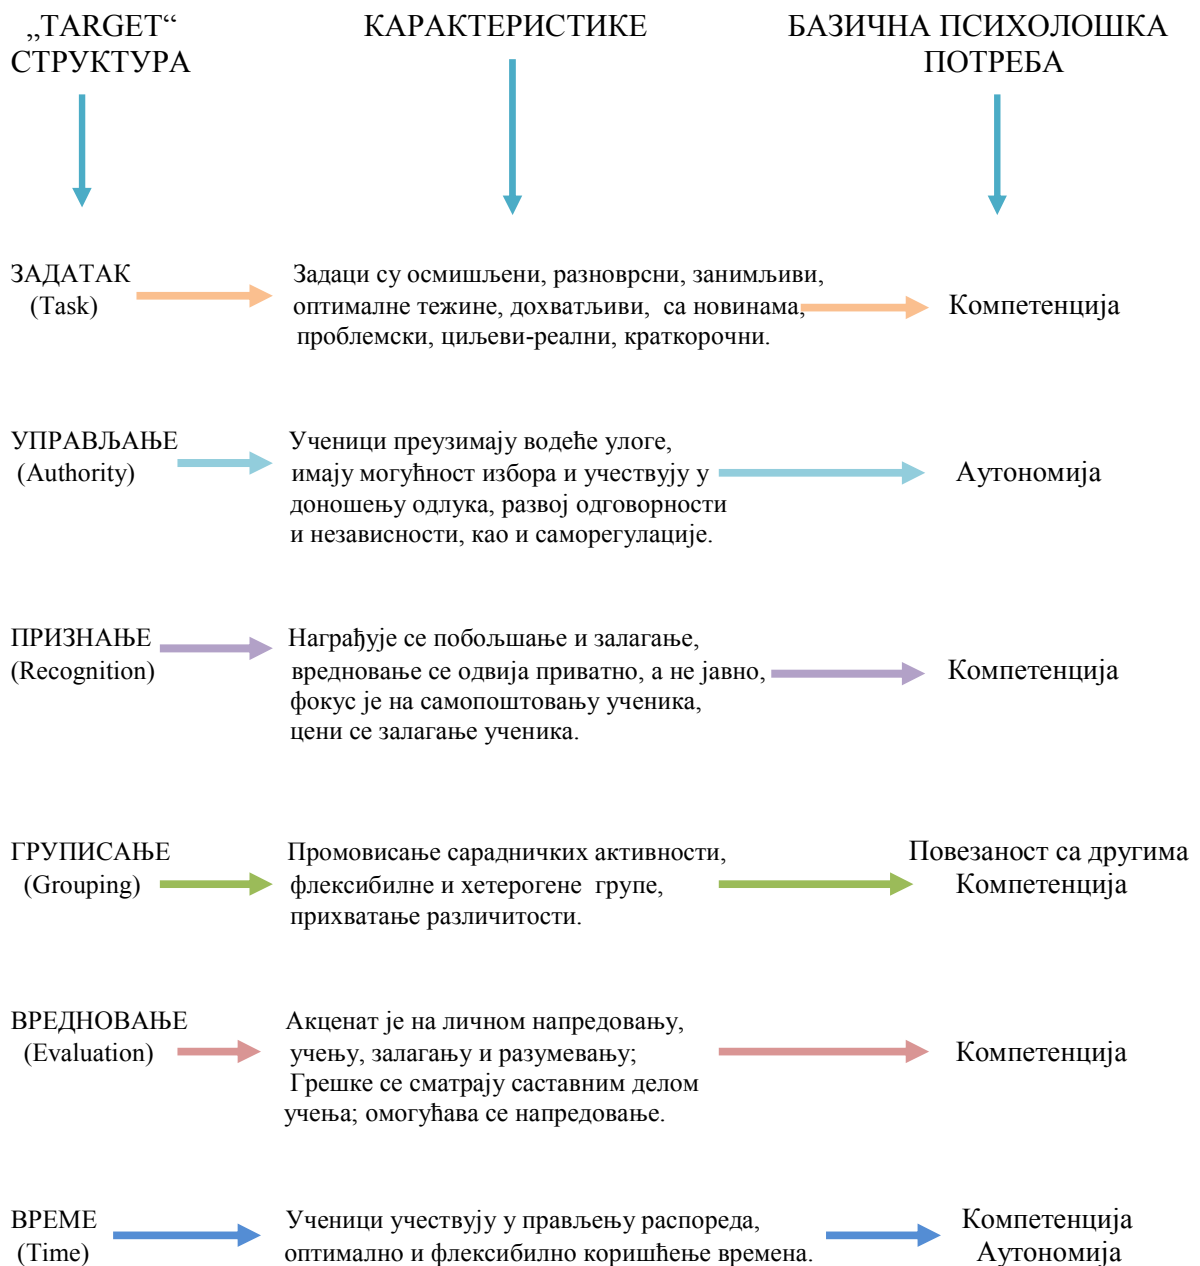 „TARGET“ СТРУКТУРА
КАРАКТЕРИСТИКЕ
БАЗИЧНА ПСИХОЛОШКА ПОТРЕБА
ЗАДАТАК
(Task)
Задаци су осмишљени, разноврсни, занимљиви,
оптималне тежине, дохватљиви, са новинама,
проблемски, циљеви-реални, краткорочни.
Компетенција
УПРАВЉАЊЕ
(Authority)
Ученици преузимају водеће улоге,
имају могућност избора и учествују у
доношењу одлука, развој одговорности
и независности, као и саморегулације.
Аутономија
ПРИЗНАЊЕ
(Recognition)
Награђује се побољшање и залагање,
вредновање се одвија приватно, а не јавно,
фокус је на самопоштовању ученика,
цени се залагање ученика.
Компетенција
ГРУПИСАЊЕ
(Grouping)
Промовисање сарадничких активности,
флексибилне и хетерогене групе,
прихватање различитости.
Повезаност са другима
Компетенција
ВРЕДНОВАЊЕ
(Evaluation)
Акценат је на личном напредовању,
учењу, залагању и разумевању;
Грешке се сматрају саставним делом
учења; омогућава се напредовање.
Компетенција
ВРЕМЕ
(Time)
Ученици учествују у прављењу распореда,
оптимално и флексибилно коришћење времена.
Компетенција
Аутономија